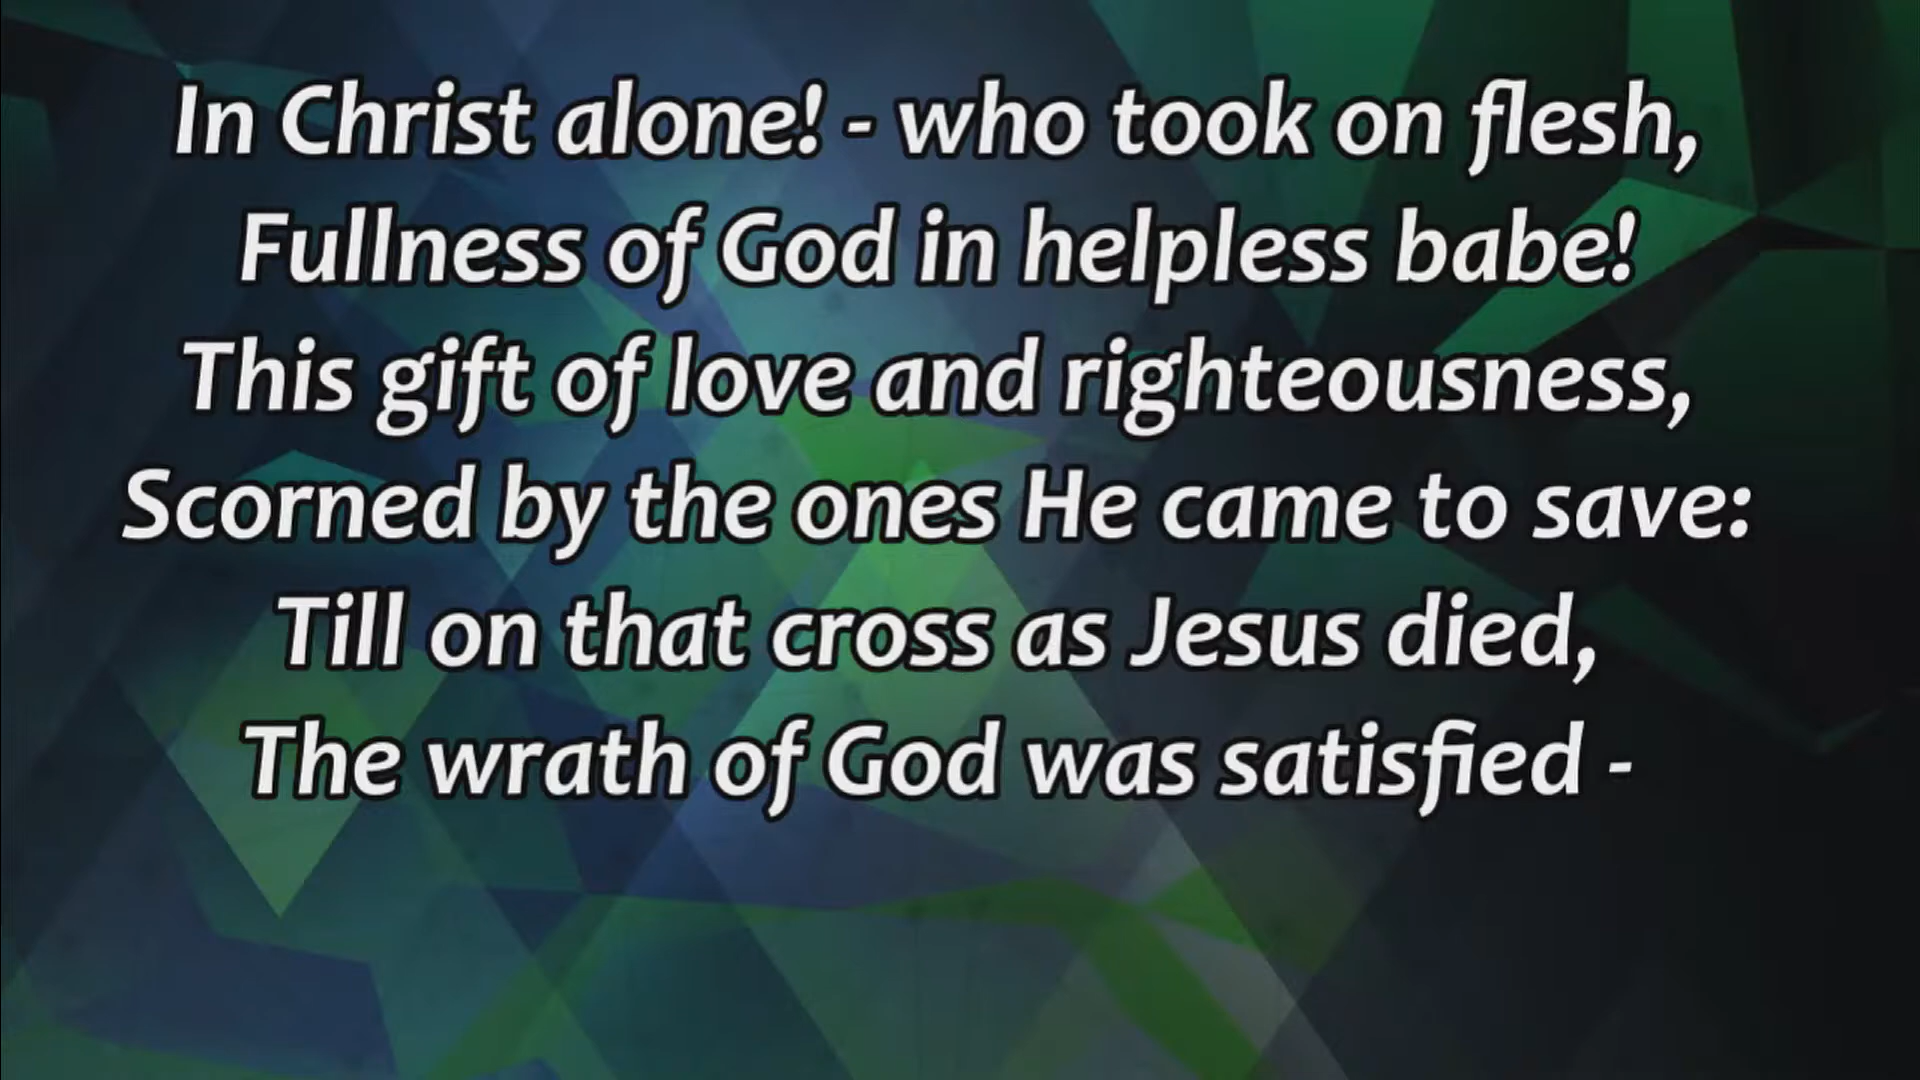 In Christ alone! - who took on flesh,
Fullness of God in helpless babe!
This gift of love and righteousness,
Scorned by the ones He came to save:
Till on that cross as Jesus died,
The wrath of God was satisfied -